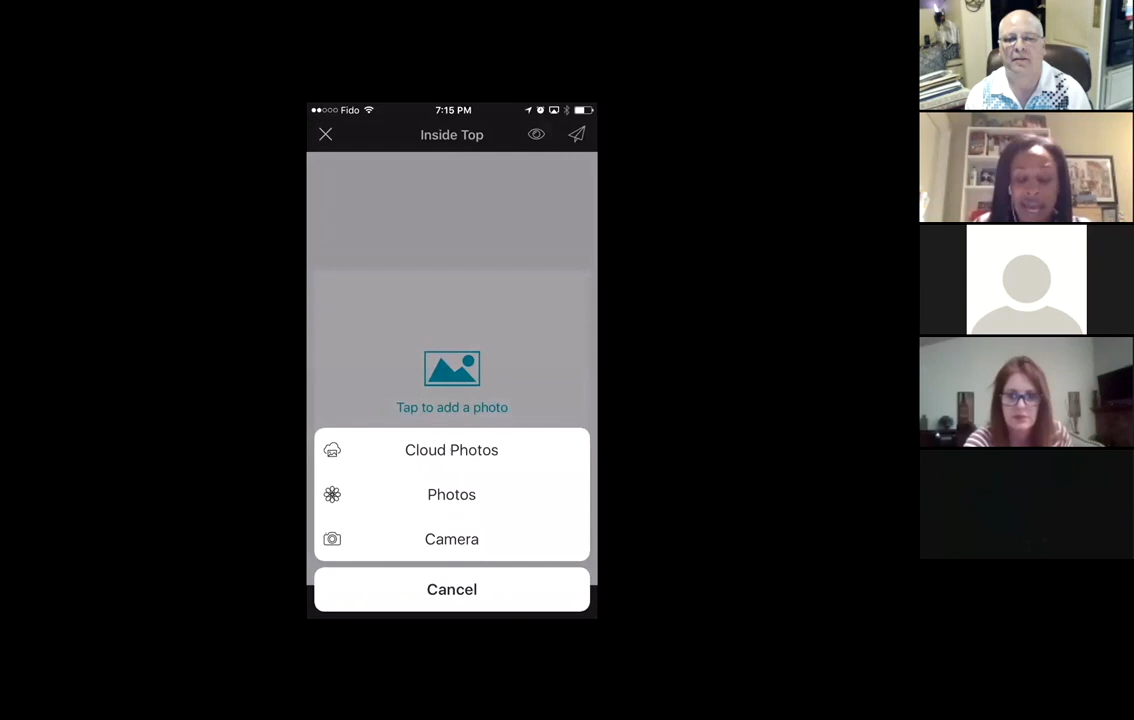 Fido 7:15 PM
Inside Top
Tap to add a photo
Cloud Photos
Photos
Camera
Cancel